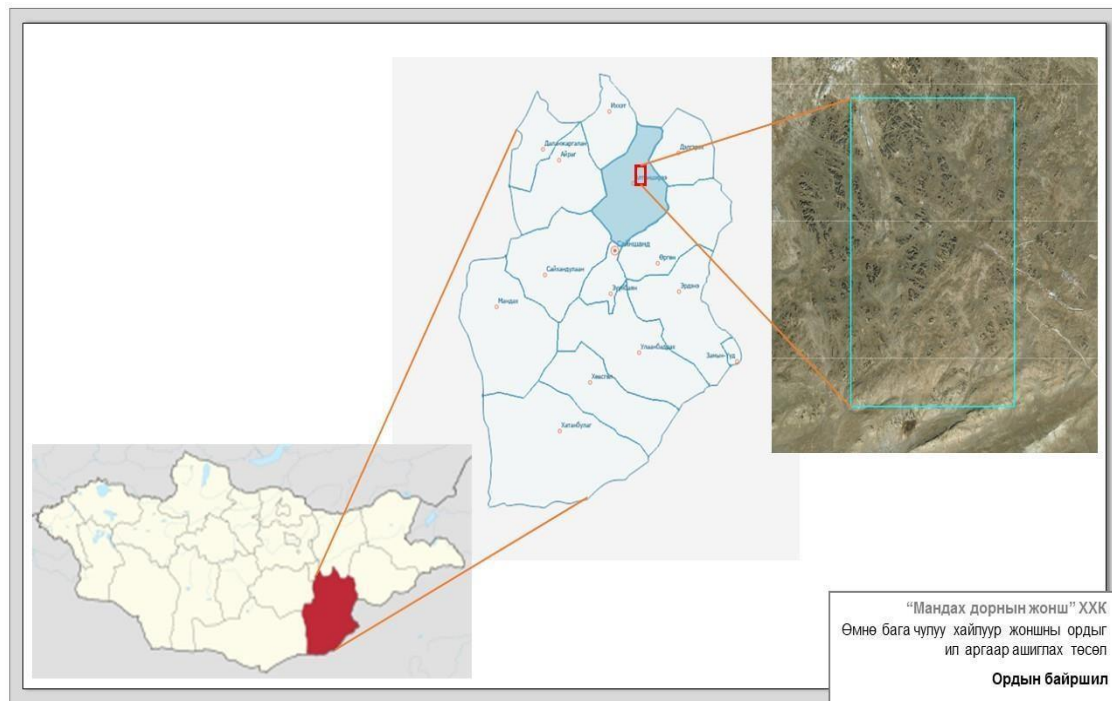 Иххэт
Даланжаргалан
Айраг
Сайншанд
Өргөн
Сайхандулаан
Зүүнбаян
Эрдэнэ
Мандах
Улаанбадрах
Замын-Үүд
Хөвсгөл
Хатанбулаг
“Мандах дорнын жонш” ХХК
Өмнө бага чулуу хайлуур жоншны ордыг
ил аргаар ашиглах төсөл
Ордын байршил